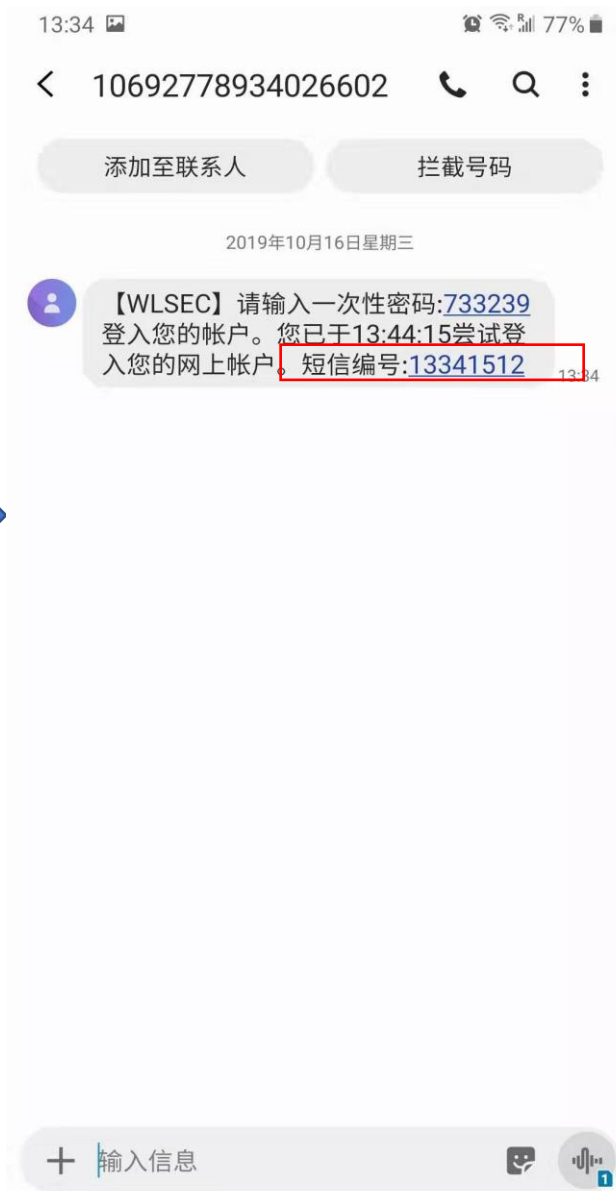 13:34 77%
10692778934026602
添加至联系人 拦截号码
2019年10月16日星期三
【WLSEC】请输入一次性密码:733239
登入您的帐户。您已于13:44:15尝试登
入您的网上帐户。短信编号:13341512
13:34
输入信息
1